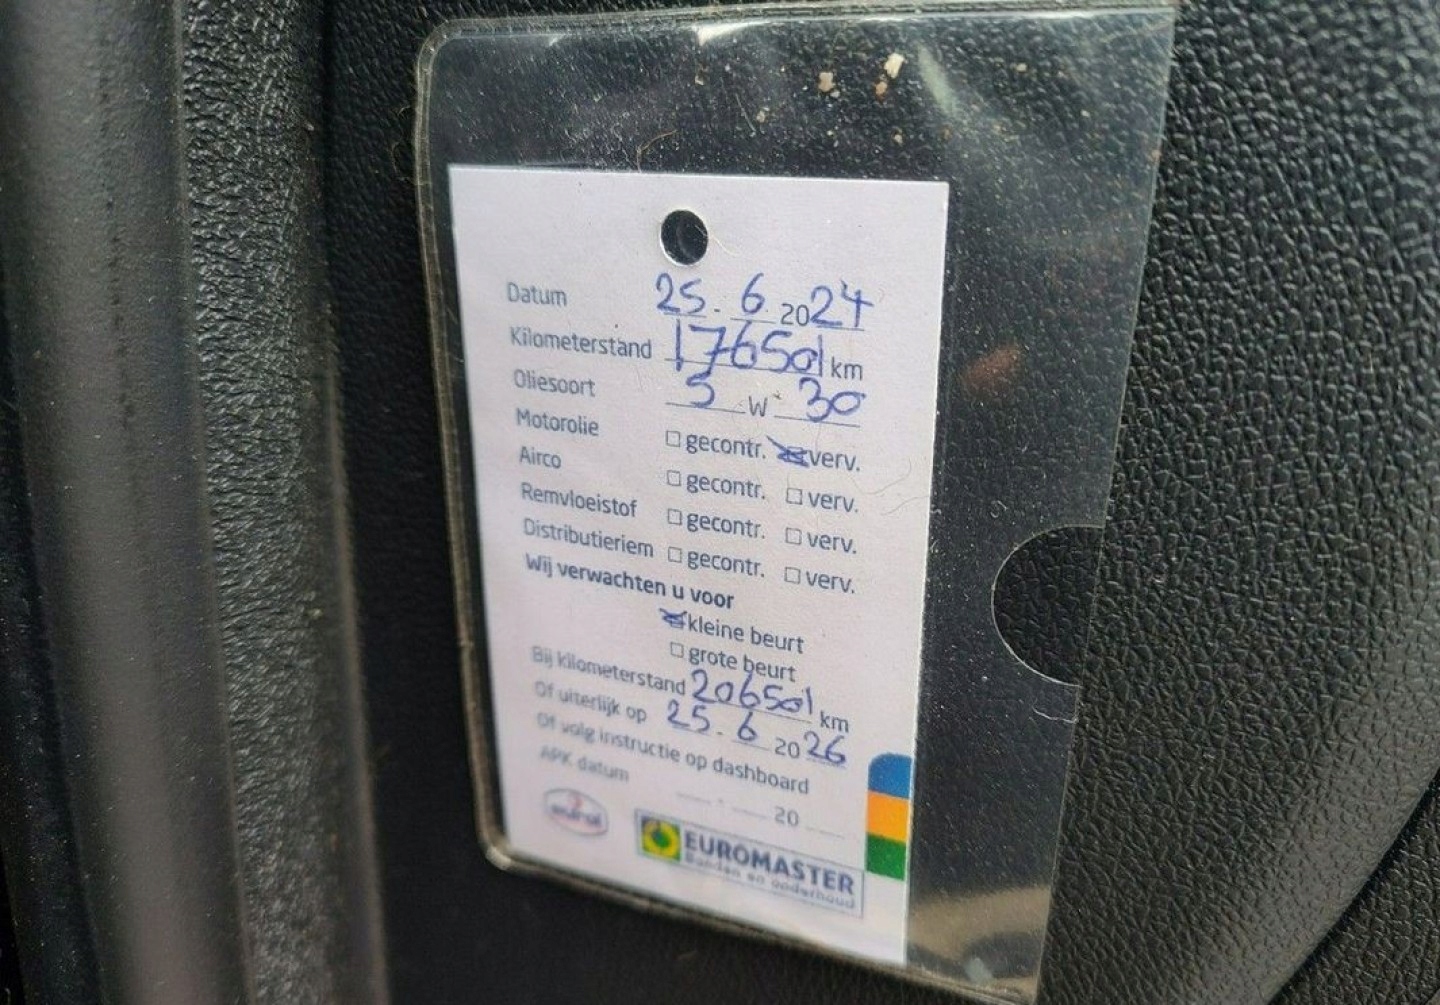 Datum 25 - 6 2024
Kilometerstand 176501 km
Oliesoort 5 W 30
Motorolie ☐ gecontr. ☒ verv.
Airco ☐ gecontr. ☐ verv.
Remvloeistof ☐ gecontr. ☐ verv.
Distributieriem ☐ gecontr. ☐ verv.
Wij verwachten u voor
☒ kleine beurt
☐ grote beurt
Bij kilometerstand 206501 km
Of uiterlijk op 25 - 6 2026
Of volg instructie op dashboard
APK datum - 20
eurol
EUROMASTER
Banden en onderhoud